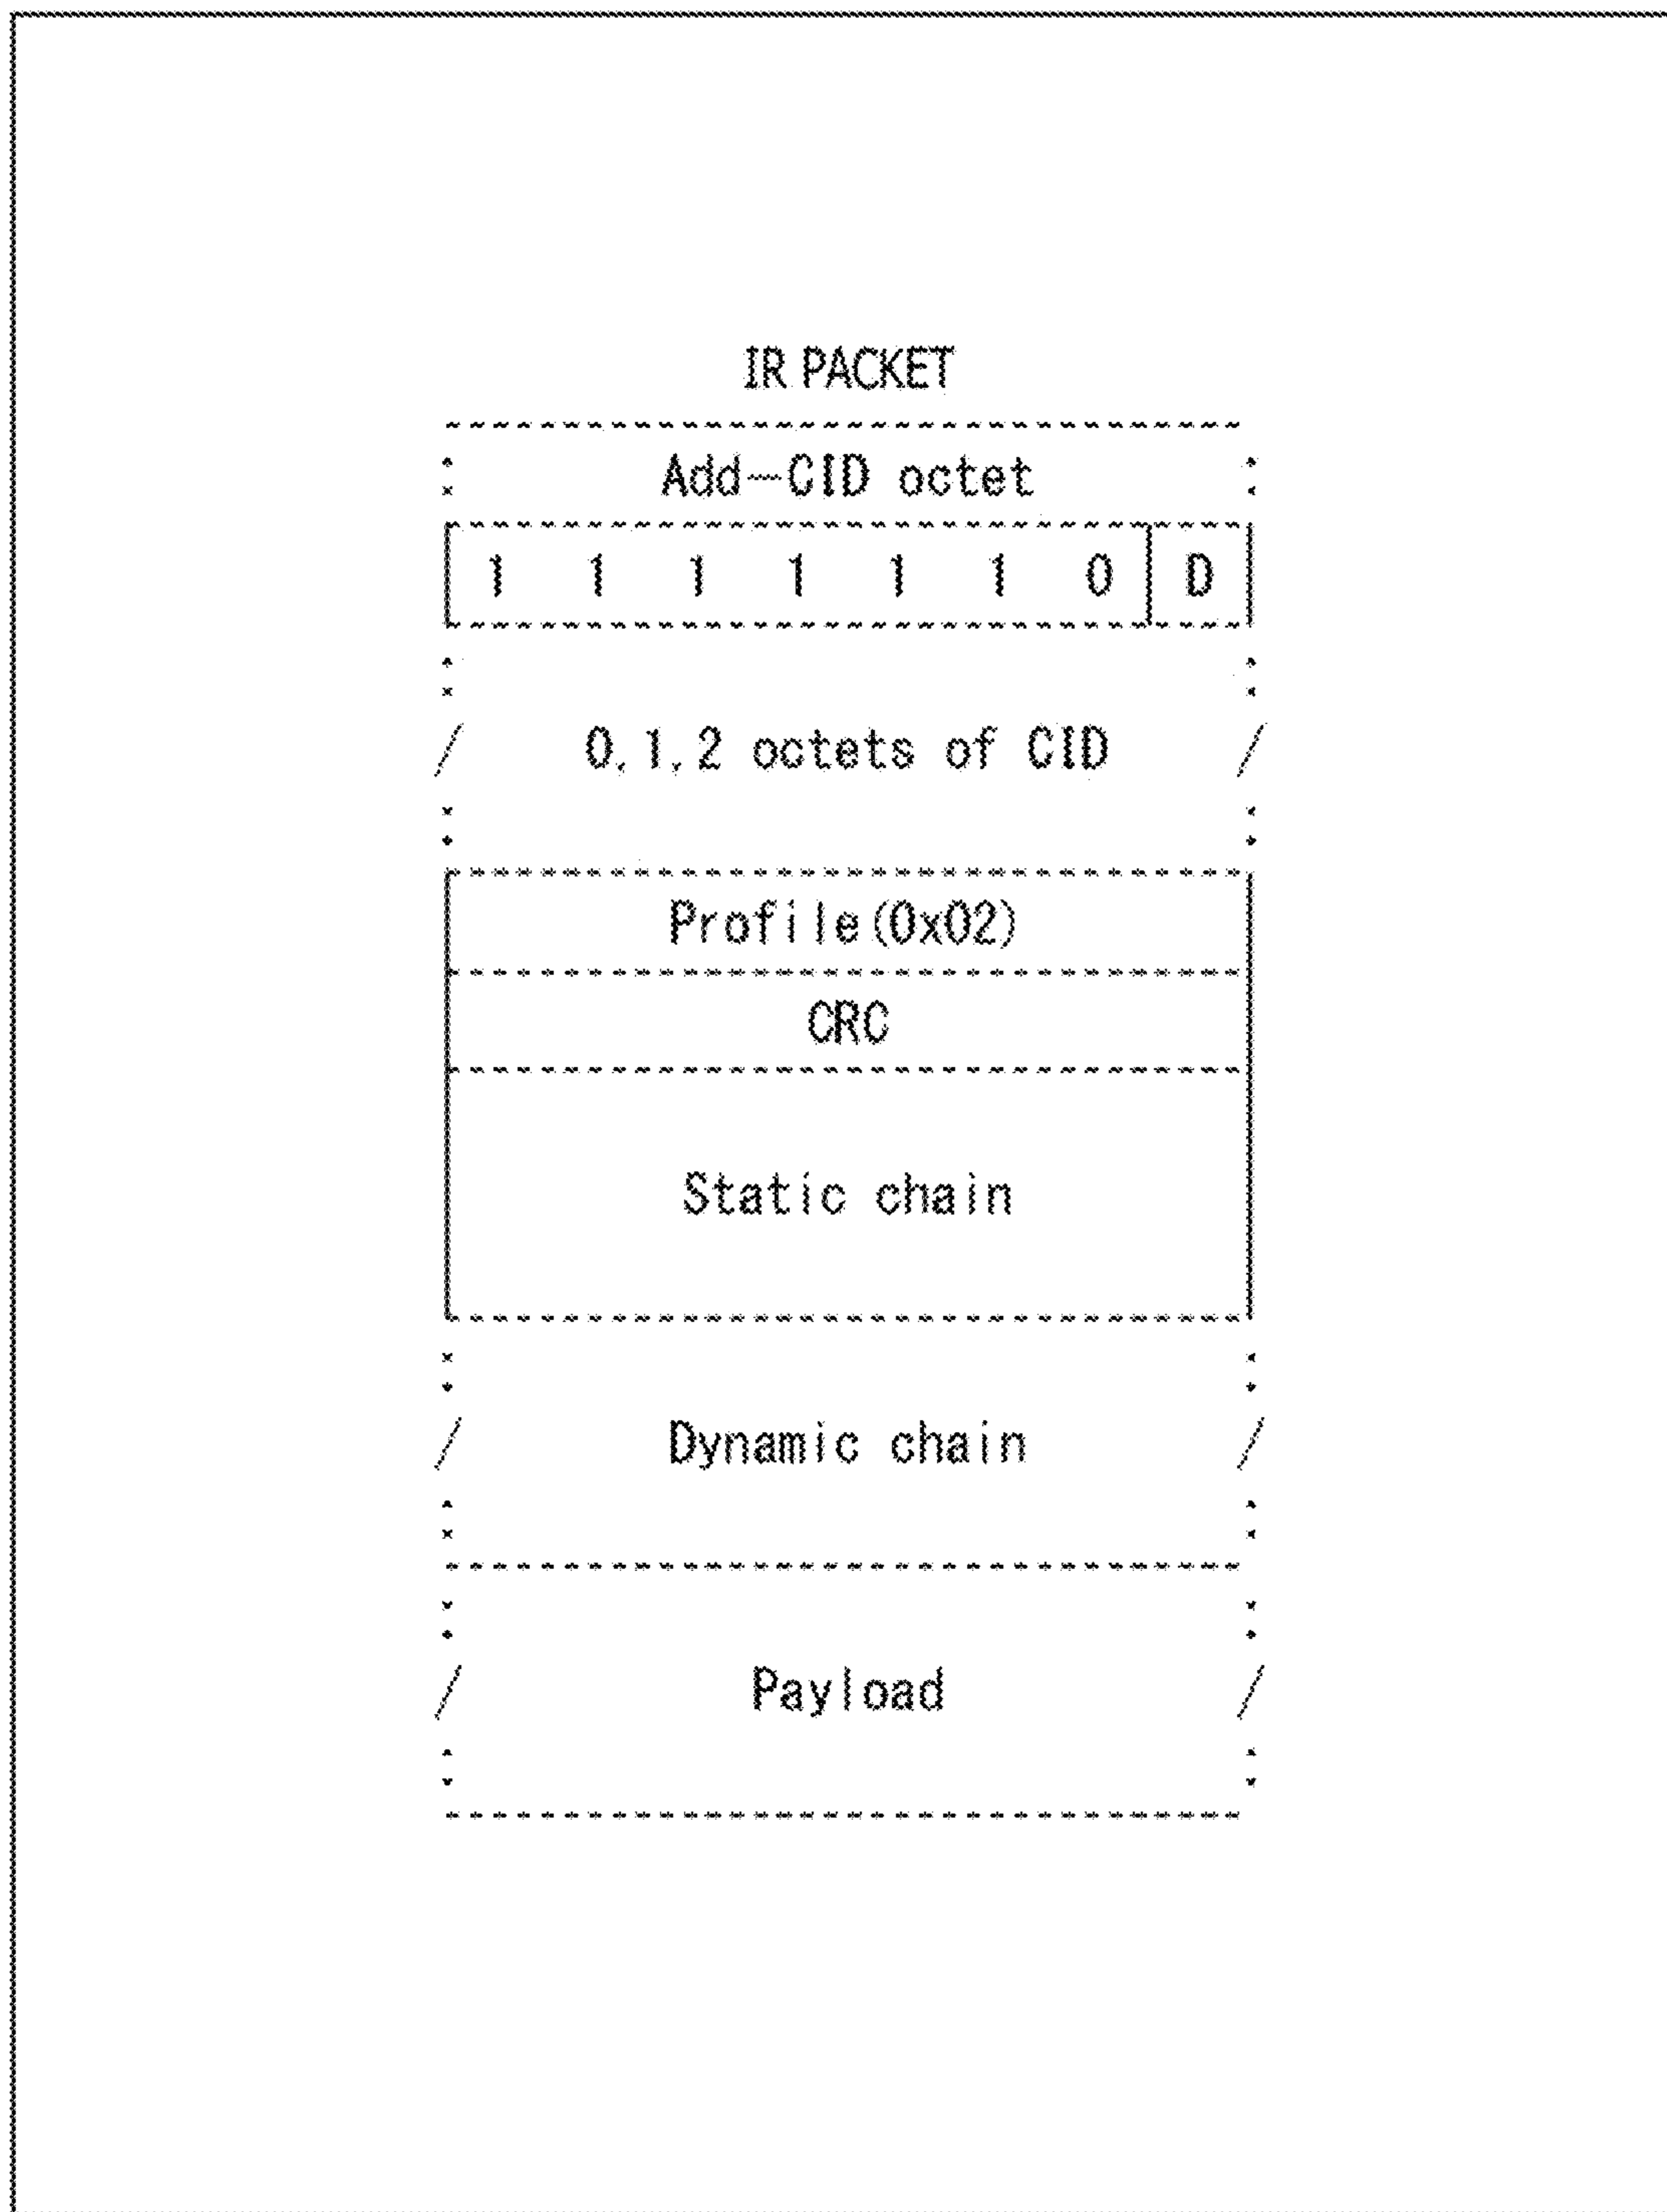 IR PACKET
Add-CID octet
1 1 1 1 1 1 0 D
/ 0,1,2 octets of CID /
Profile(0x02)
CRC
Static chain
/ Dynamic chain /
/ Payload /